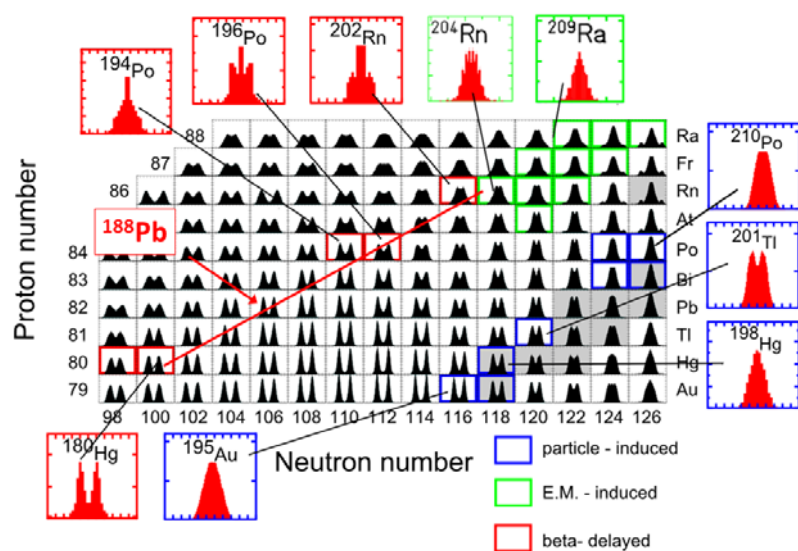 194Po
196Po
202Rn
204Rn
209Ra
210Po
201Tl
198Hg
180Hg
195Au
188Pb
Proton number
88
87
86
84
83
82
81
80
79
Ra
Fr
Rn
At
Po
Bi
Pb
Tl
Hg
Au
98 100 102 104 106 108 110 112 114 116 118 120 122 124 126
Neutron number
particle - induced
E.M. - induced
beta- delayed